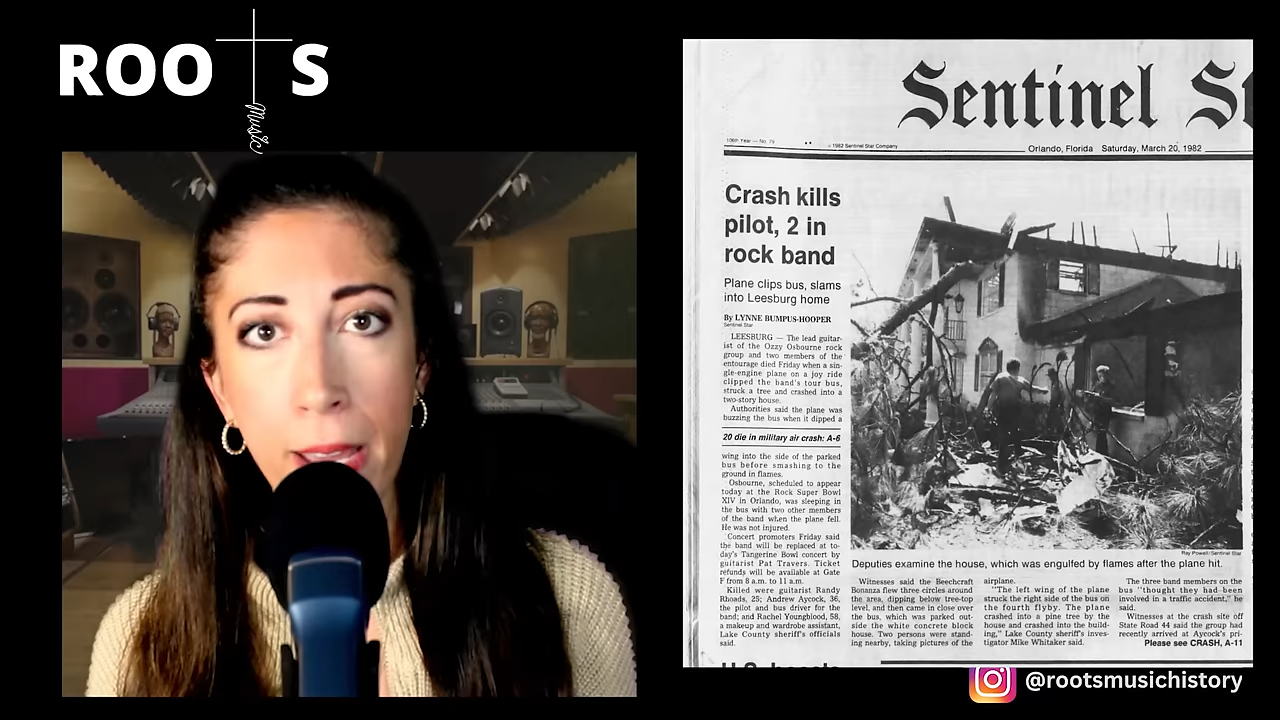 ROO S
Music
Sentinel St
106th Year — No. 79
© 1982 Sentinel Star Company
Orlando, Florida Saturday, March 20, 1982
Crash kills
pilot, 2 in
rock band
Plane clips bus, slams
into Leesburg home
By LYNNE BUMPUS-HOOPER
Sentinel Star
LEESBURG — The lead guitar-
ist of the Ozzy Osbourne rock
group and two members of the
entourage died Friday when a sin-
gle-engine plane on a joy ride
clipped the band's tour bus,
struck a tree and crashed into a
two-story house.
Authorities said the plane was
buzzing the bus when it dipped a
20 die in military air crash: A-6
wing into the side of the parked
bus before smashing to the
ground in flames.
Osbourne, scheduled to appear
today at the Rock Super Bowl
XIV in Orlando, was sleeping in
the bus with two other members
of the band when the plane fell.
He was not injured.
Concert promoters Friday said
the band will be replaced at to-
day's Tangerine Bowl concert by
guitarist Pat Travers. Ticket
refunds will be available at Gate
F from 8 a.m. to 11 a.m.
Killed were guitarist Randy
Rhoads, 25; Andrew Aycock, 36,
the pilot and bus driver for the
band; and Rachel Youngblood, 58,
a makeup and wardrobe assistant,
Lake County sheriff's officials
said.
Ray Powell/Sentinel Star
Deputies examine the house, which was engulfed by flames after the plane hit.
Witnesses said the Beechcraft
Bonanza flew three circles around
the area, dipping below tree-top
level, and then came in close over
the bus, which was parked out-
side the white concrete block
house. Two persons were stand-
ing nearby, taking pictures of the
airplane.
"The left wing of the plane
struck the right side of the bus on
the fourth flyby. The plane
crashed into a pine tree by the
house and crashed into the build-
ing," Lake County sheriff's inves-
tigator Mike Whitaker said.
The three band members on the
bus "thought they had been
involved in a traffic accident," he
said.
Witnesses at the crash site off
State Road 44 said the group had
recently arrived at Aycock's pri-
Please see CRASH, A-11
@rootsmusichistory